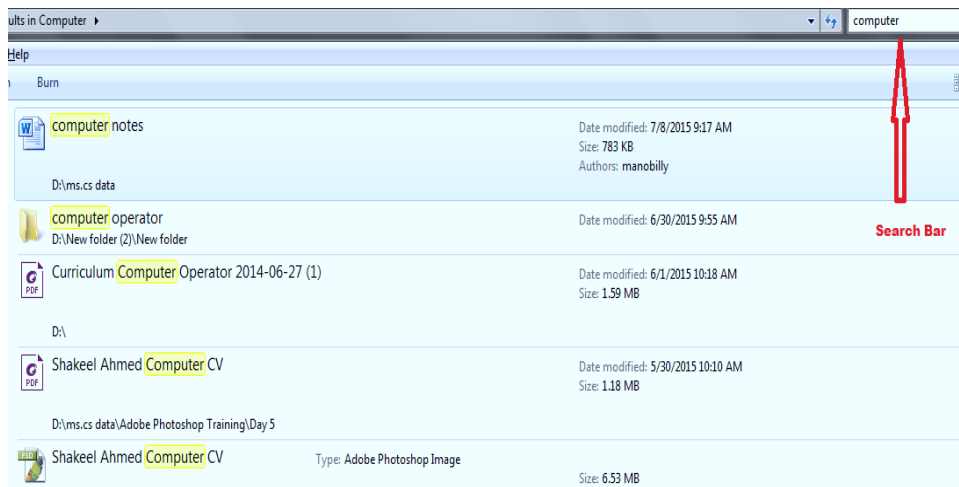 ults in Computer
computer
Help
Burn
computer notes
Date modified: 7/8/2015 9:17 AM
Size: 783 KB
Authors: manobilly
D:\ms.cs data
computer operator
Date modified: 6/30/2015 9:55 AM
D:\New folder (2)\New folder
Search Bar
Curriculum Computer Operator 2014-06-27 (1)
Date modified: 6/1/2015 10:18 AM
PDF
Size: 1.59 MB
D:\
Shakeel Ahmed Computer CV
Date modified: 5/30/2015 10:10 AM
PDF
Size: 1.18 MB
D:\ms.cs data\Adobe Photoshop Training\Day 5
PSD
Shakeel Ahmed Computer CV
Type: Adobe Photoshop Image
Size: 6.53 MB